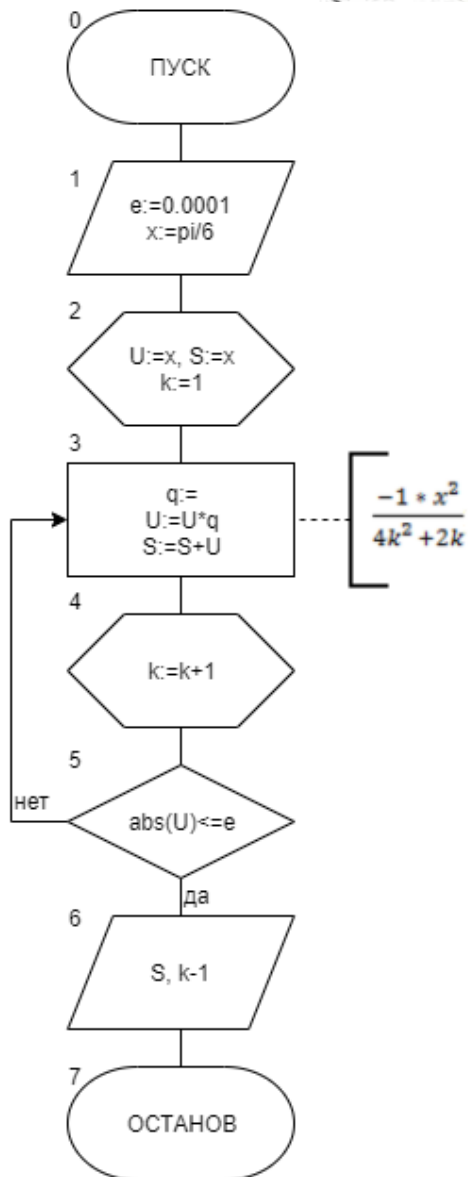 0
ПУСК
1
e:=0.0001
x:=pi/6
2
U:=x, S:=x
k:=1
3
q:=
U:=U*q
S:=S+U
-1 * x²
4k² +2k
4
k:=k+1
5
нет
abs(U)<=e
да
6
S, k-1
7
ОСТАНОВ